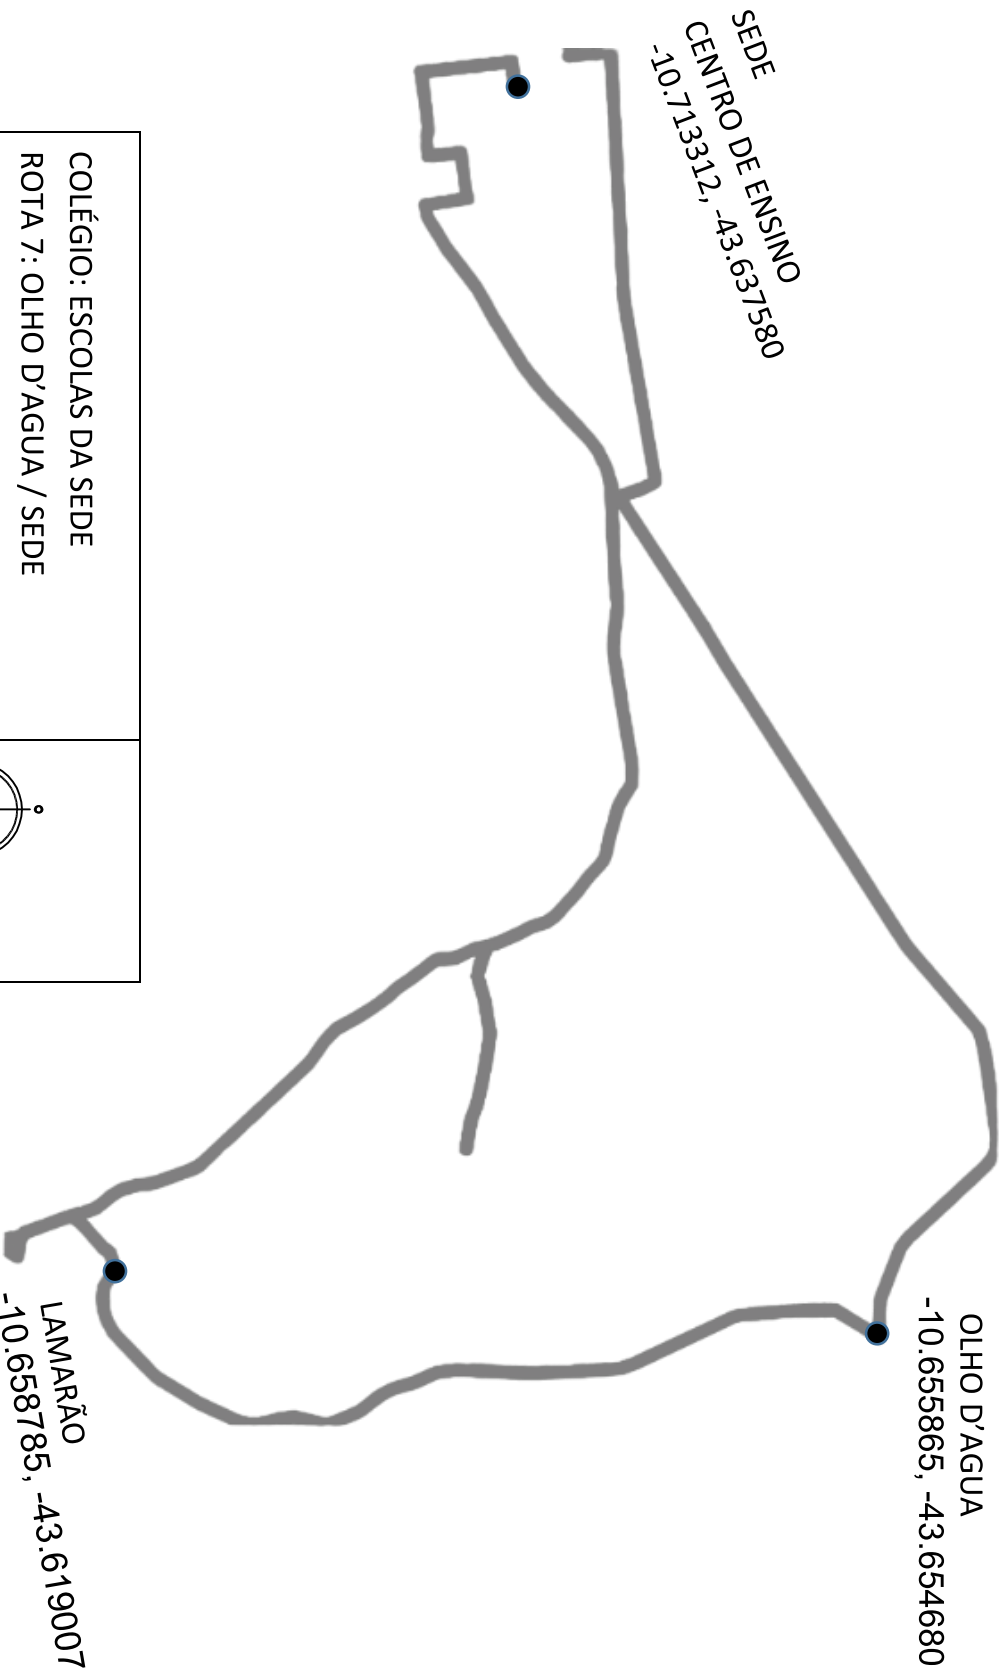 SEDE
CENTRO DE ENSINO
-10.713312, -43.637580
OLHO D’AGUA
-10.655865, -43.654680
LAMARÃO
-10.658785, -43.619007
COLÉGIO: ESCOLAS DA SEDE
ROTA 7: OLHO D’AGUA / SEDE